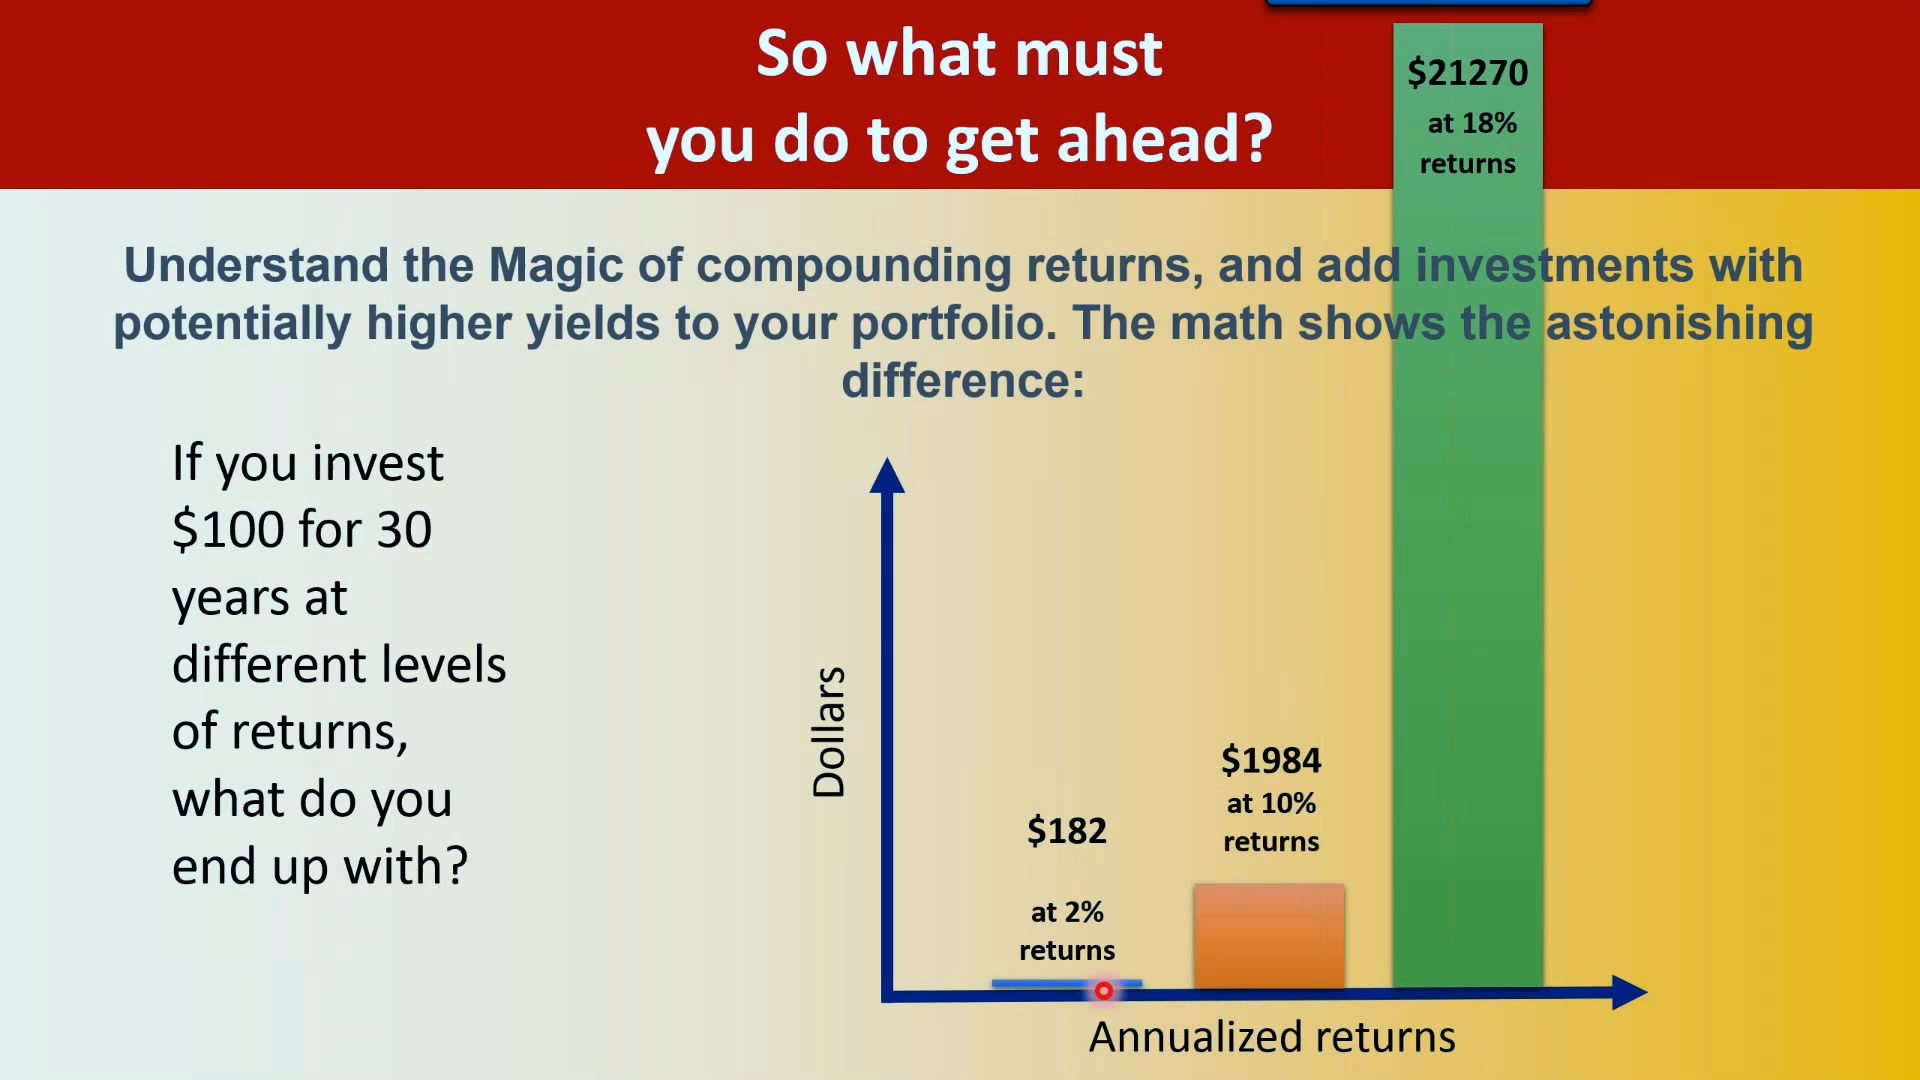 So what must
you do to get ahead?
Understand the Magic of compounding returns, and add investments with
potentially higher yields to your portfolio. The math shows the astonishing
difference:
If you invest
$100 for 30
years at
different levels
of returns,
what do you
end up with?
Dollars
$182
at 2%
returns
$1984
at 10%
returns
$21270
at 18%
returns
Annualized returns